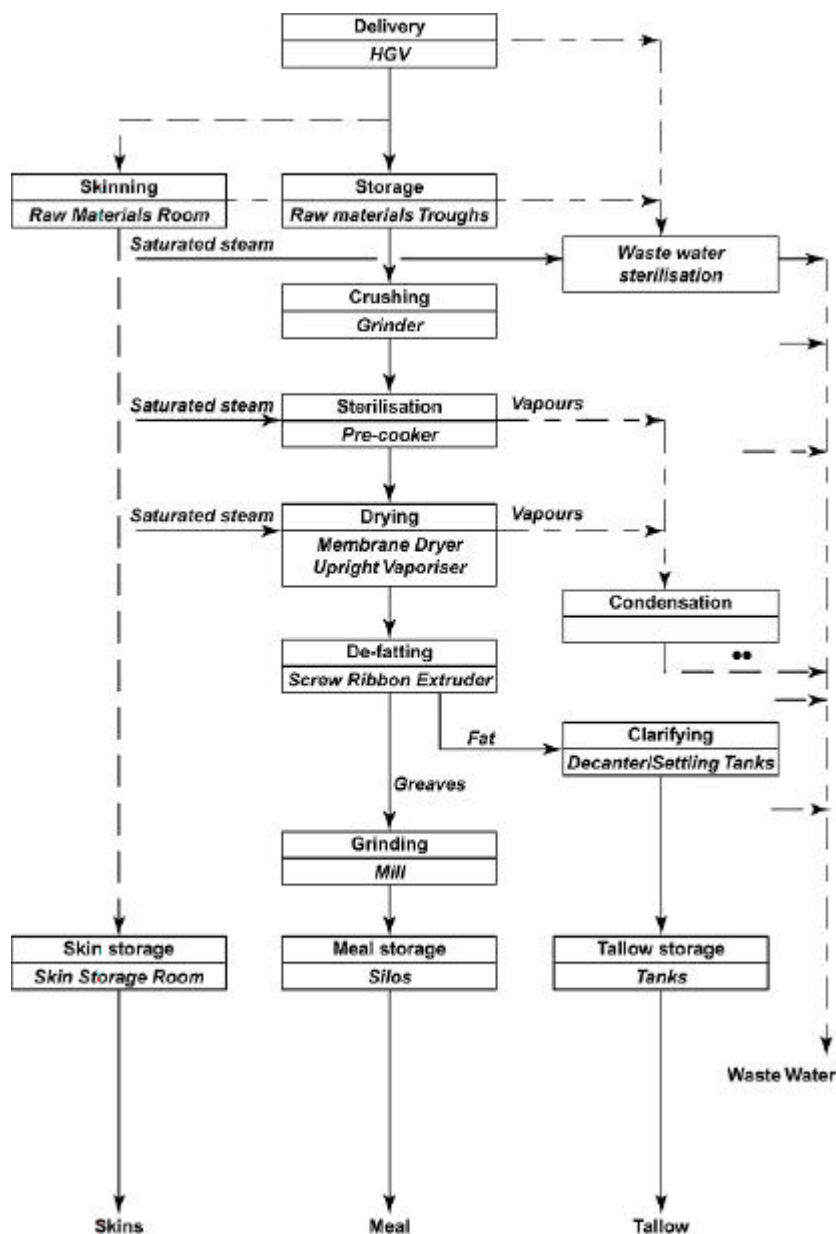 Delivery
HGV
Skinning
Raw Materials Room
Storage
Raw materials Troughs
Saturated steam
Waste water
sterilisation
Crushing
Grinder
Saturated steam
Sterilisation
Pre-cooker
Vapours
Saturated steam
Drying
Membrane Dryer
Upright Vaporiser
Vapours
Condensation
De-fatting
Screw Ribbon Extruder
Fat
Clarifying
Decanter/Settling Tanks
Greaves
Grinding
Mill
Skin storage
Skin Storage Room
Meal storage
Silos
Tallow storage
Tanks
Waste Water
Skins
Meal
Tallow